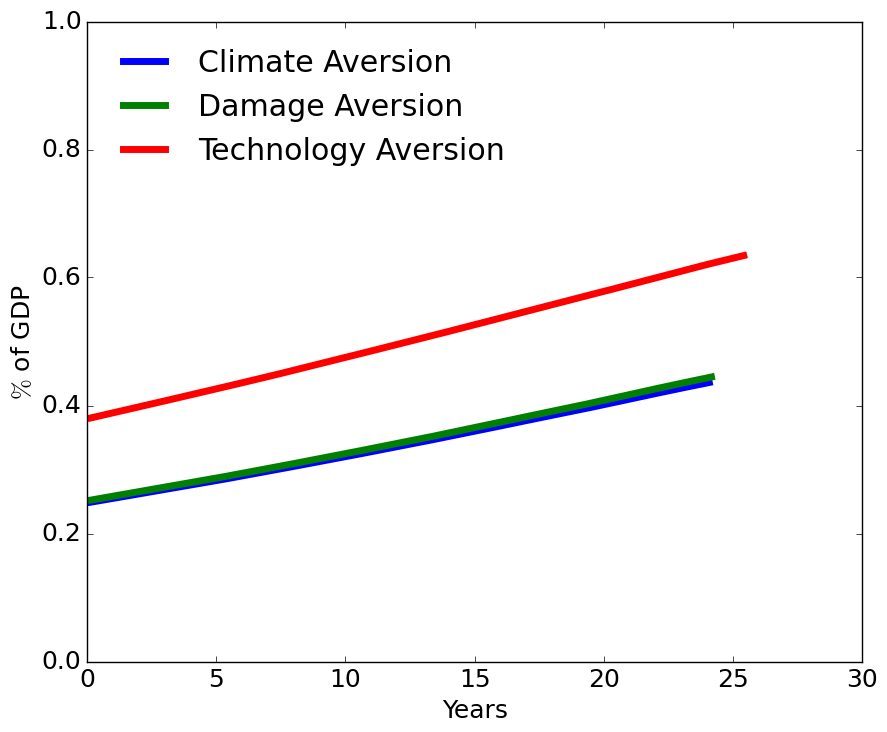 1.0
0.8
0.6
0.4
0.2
0.0
% of GDP
Climate Aversion
Damage Aversion
Technology Aversion
0 5 10 15 20 25 30
Years